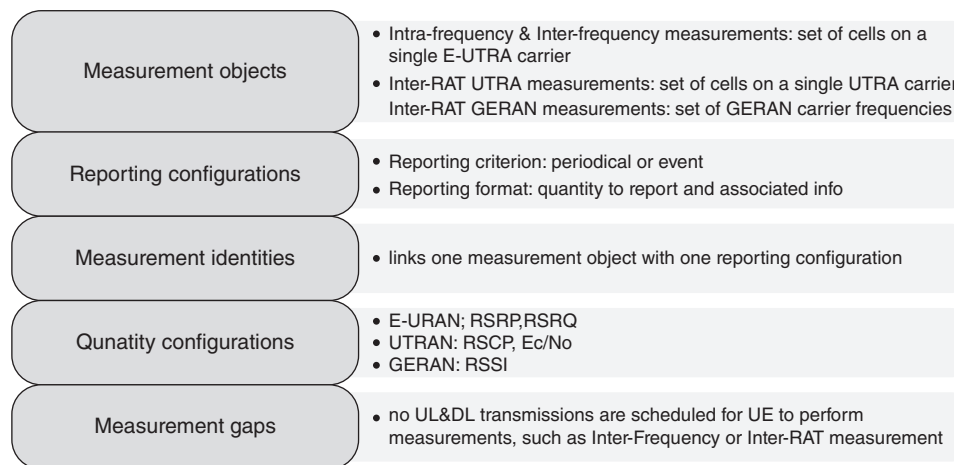 Measurement objects
• Intra-frequency & Inter-frequency measurements: set of cells on a
single E-UTRA carrier
• Inter-RAT UTRA measurements: set of cells on a single UTRA carrier
Inter-RAT GERAN measurements: set of GERAN carrier frequencies
Reporting configurations
• Reporting criterion: periodical or event
• Reporting format: quantity to report and associated info
Measurement identities
• links one measurement object with one reporting configuration
Qunatity configurations
• E-URAN; RSRP,RSRQ
• UTRAN: RSCP, Ec/No
• GERAN: RSSI
Measurement gaps
• no UL&DL transmissions are scheduled for UE to perform
measurements, such as Inter-Frequency or Inter-RAT measurement